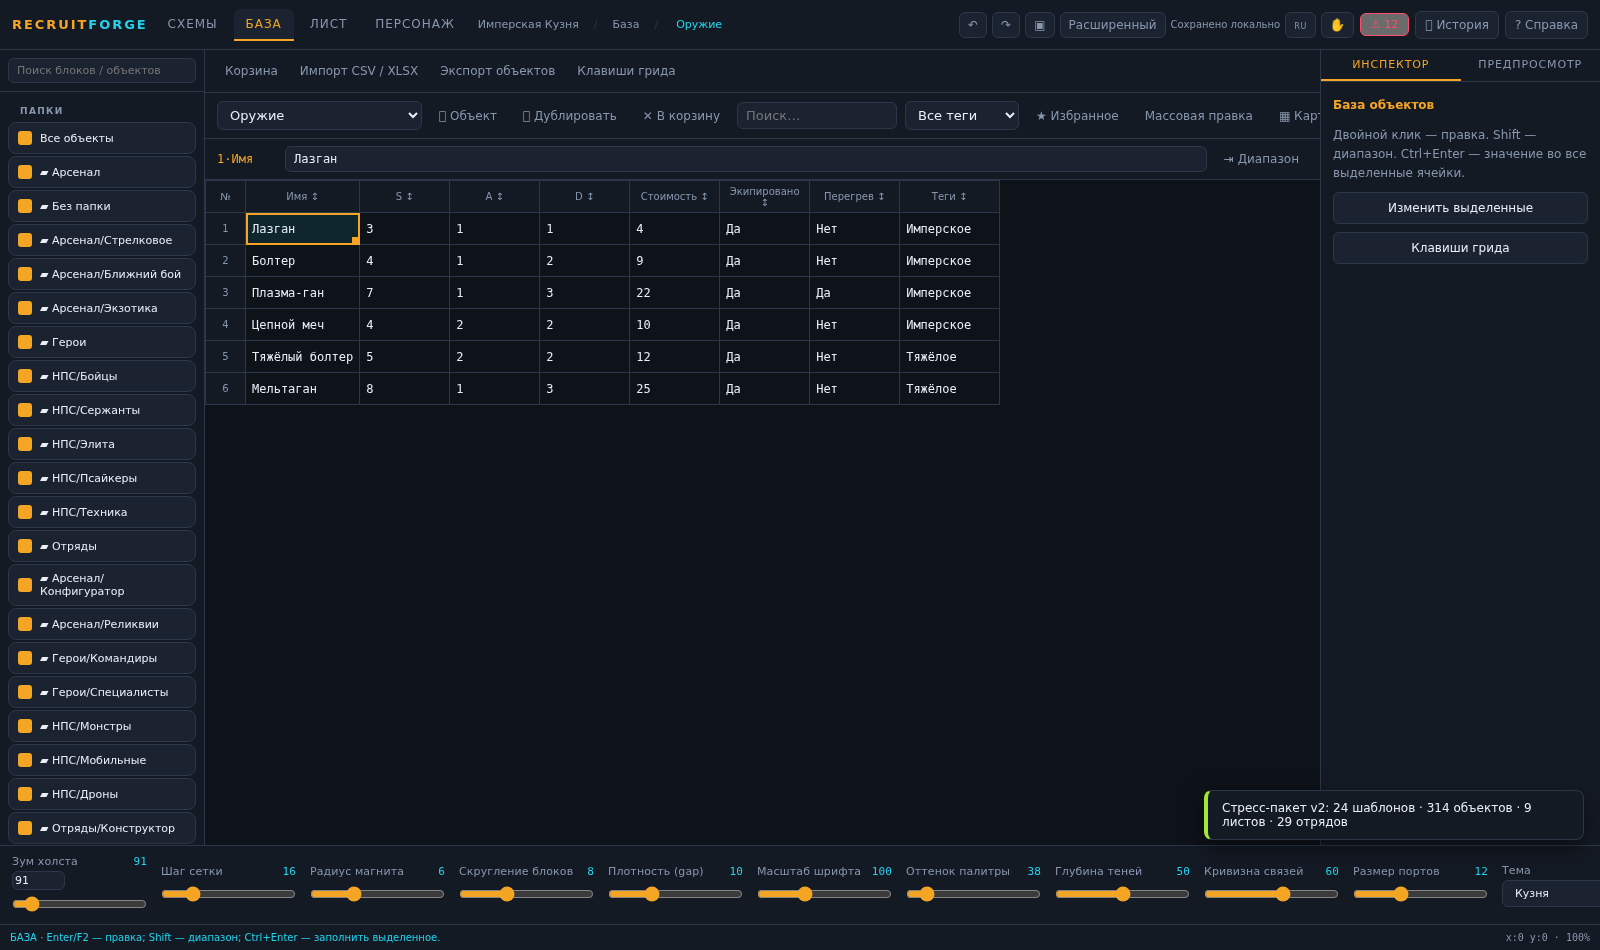 RECRUITFORGE СХЕМЫ БАЗА ЛИСТ ПЕРСОНАЖ Имперская Кузня / База / Оружие ↶ ↷ ▣ Расширенный Сохранено локально RU ✋ ⚠ 12 История ? Справка
Поиск блоков / объектов
ПАПКИ
Все объекты
▰ Арсенал
▰ Без папки
▰ Арсенал/Стрелковое
▰ Арсенал/Ближний бой
▰ Арсенал/Экзотика
▰ Герои
▰ НПС/Бойцы
▰ НПС/Сержанты
▰ НПС/Элита
▰ НПС/Псайкеры
▰ НПС/Техника
▰ Отряды
▰ Арсенал/
Конфигуратор
▰ Арсенал/Реликвии
▰ Герои/Командиры
▰ Герои/Специалисты
▰ НПС/Монстры
▰ НПС/Мобильные
▰ НПС/Дроны
▰ Отряды/Конструктор
Корзина Импорт CSV / XLSX Экспорт объектов Клавиши грида
Оружие Объект Дублировать ✕ В корзину Поиск… Все теги ★ Избранное Массовая правка ▦ Карт
1·Имя Лазган ⇥ Диапазон
№ Имя ↕ S ↕ A ↕ D ↕ Стоимость ↕ Экипировано ↕ Перегрев ↕ Теги ↕
1 Лазган 3 1 1 4 Да Нет Имперское
2 Болтер 4 1 2 9 Да Нет Имперское
3 Плазма-ган 7 1 3 22 Да Да Имперское
4 Цепной меч 4 2 2 10 Да Нет Имперское
5 Тяжёлый болтер 5 2 2 12 Да Нет Тяжёлое
6 Мельтаган 8 1 3 25 Да Нет Тяжёлое
ИНСПЕКТОР ПРЕДПРОСМОТР
База объектов
Двойной клик — правка. Shift —
диапазон. Ctrl+Enter — значение во все
выделенные ячейки.
Изменить выделенные
Клавиши грида
Стресс-пакет v2: 24 шаблонов · 314 объектов · 9
листов · 29 отрядов
Зум холста 91
91
Шаг сетки 16
Радиус магнита 6
Скругление блоков 8
Плотность (gap) 10
Масштаб шрифта 100
Оттенок палитры 38
Глубина теней 50
Кривизна связей 60
Размер портов 12
Тема
Кузня
БАЗА · Enter/F2 — правка; Shift — диапазон; Ctrl+Enter — заполнить выделенное. x:0 y:0 · 100%